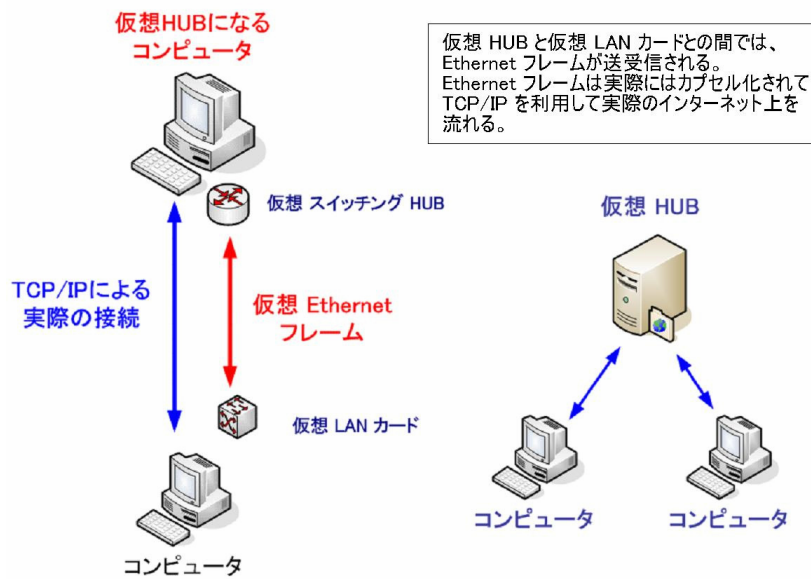 仮想HUBになる
コンピュータ
仮想 HUB と仮想 LAN カードとの間では、
Ethernet フレームが送受信される。
Ethernet フレームは実際にはカプセル化されて
TCP/IP を利用して実際のインターネット上を
流れる。
仮想 スイッチング HUB
仮想 HUB
TCP/IPによる
実際の接続
仮想 Ethernet
フレーム
仮想 LAN カード
コンピュータ
コンピュータ
コンピュータ